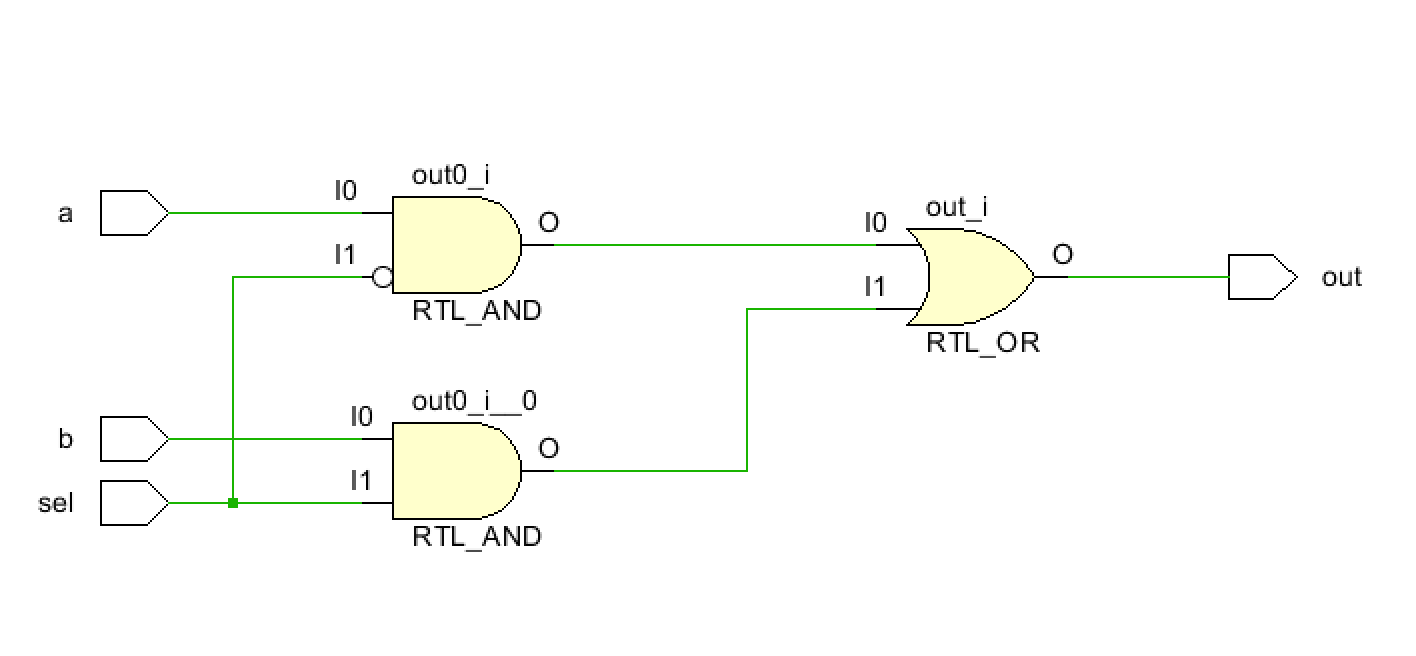 out0_i
I0
a
O
out_i
I0
I1
O
I1
out
RTL_AND
RTL_OR
out0_i__0
I0
b
O
I1
sel
RTL_AND